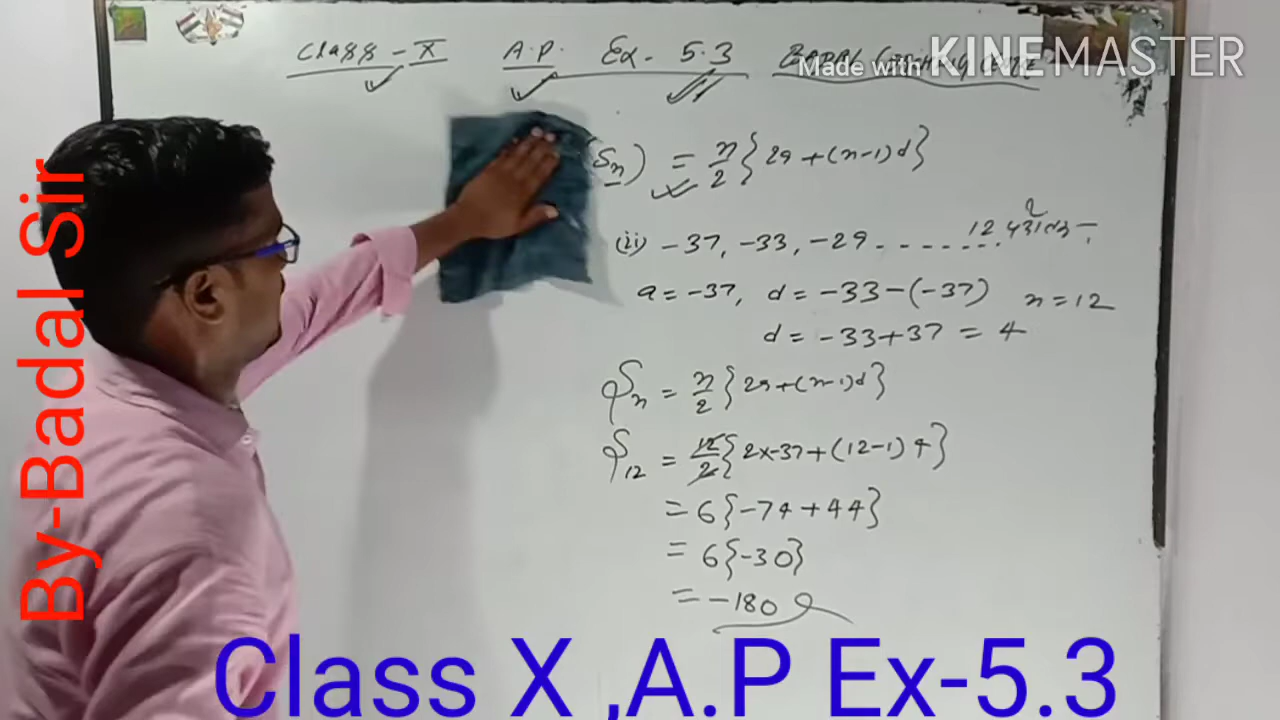 Class - X A.P. Ex - 5.3
Made with KINEMASTER
(Sn) = n/2 {2a + (n-1)d}
(ii) -37, -33, -29 - - - - - - 12
a = -37, d = -33 - (-37) n = 12
d = -33 + 37 = 4
Sn = n/2 {2a + (n-1)d}
S12 = 12/2 {2x-37 + (12-1) 4}
= 6{-74 + 44}
= 6{-30}
= -180
By-Badal Sir
Class X ,A.P Ex-5.3